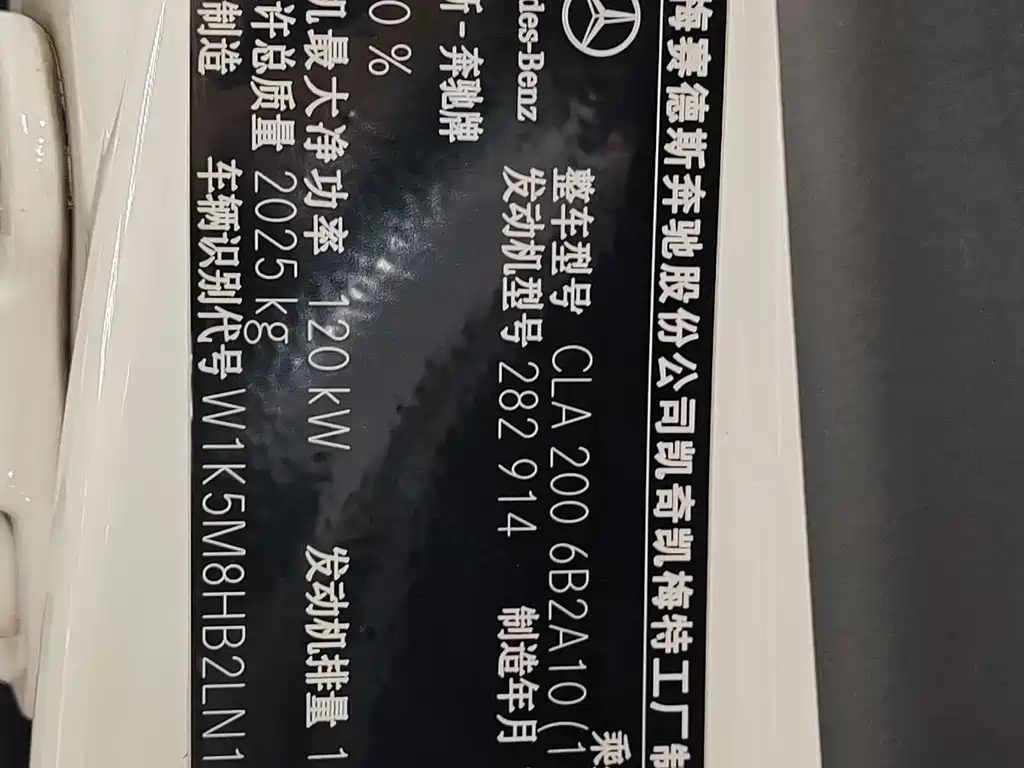 梅赛德斯奔驰股份公司凯奇凯梅特工厂制
乘
des-Benz
整车型号 CLA 200 6B2A10 (1
斯-奔驰牌
发动机型号 282 914
制造年月
0 %
机最大净功率 120 kW 发动机排量 1
许总质量 2025 kg
制造
车辆识别代号 W1K5M8HB2LN1